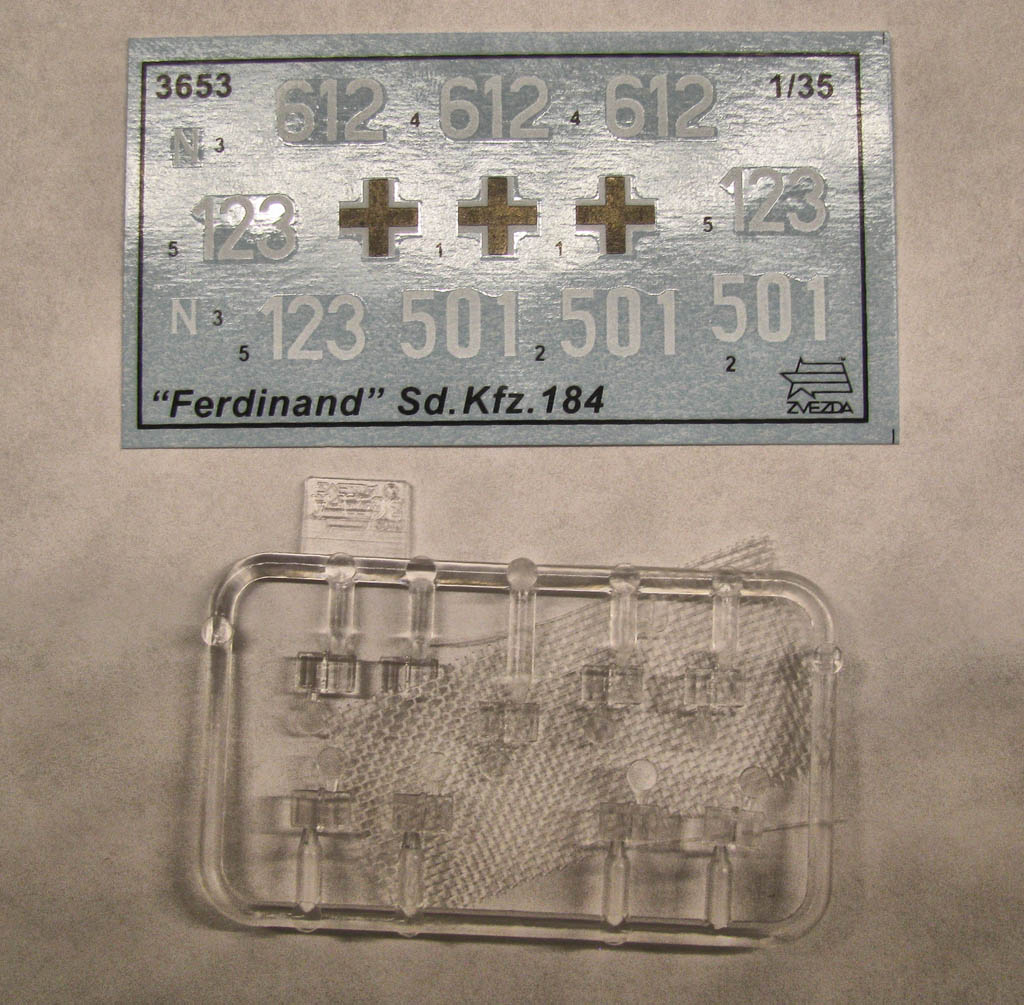 3653 612 4 612 4 612 1/35
N 3
5 123 1 1 5 123
N 3 5 123 501 2 501 501 2
“Ferdinand” Sd.Kfz.184 ZVEZDA